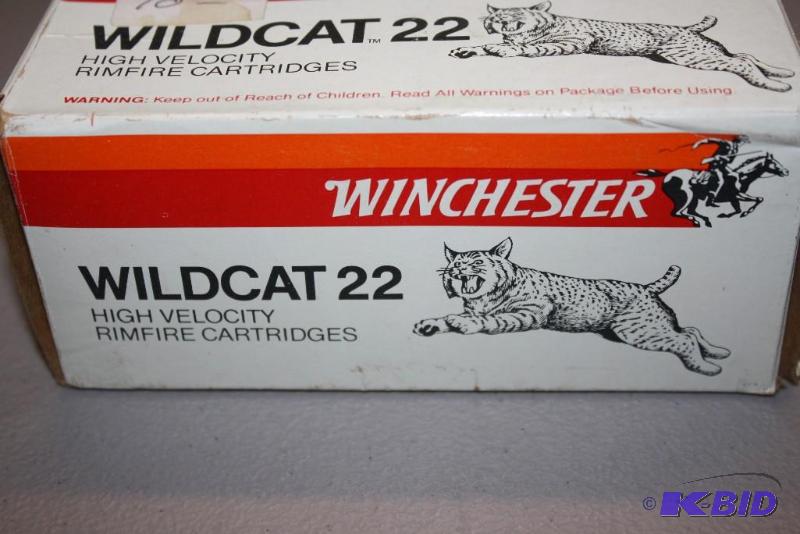 WILDCAT™ 22
HIGH VELOCITY
RIMFIRE CARTRIDGES
WARNING: Keep out of Reach of Children. Read All Warnings on Package Before Using.
WINCHESTER
WILDCAT 22
HIGH VELOCITY
RIMFIRE CARTRIDGES
© K-BID